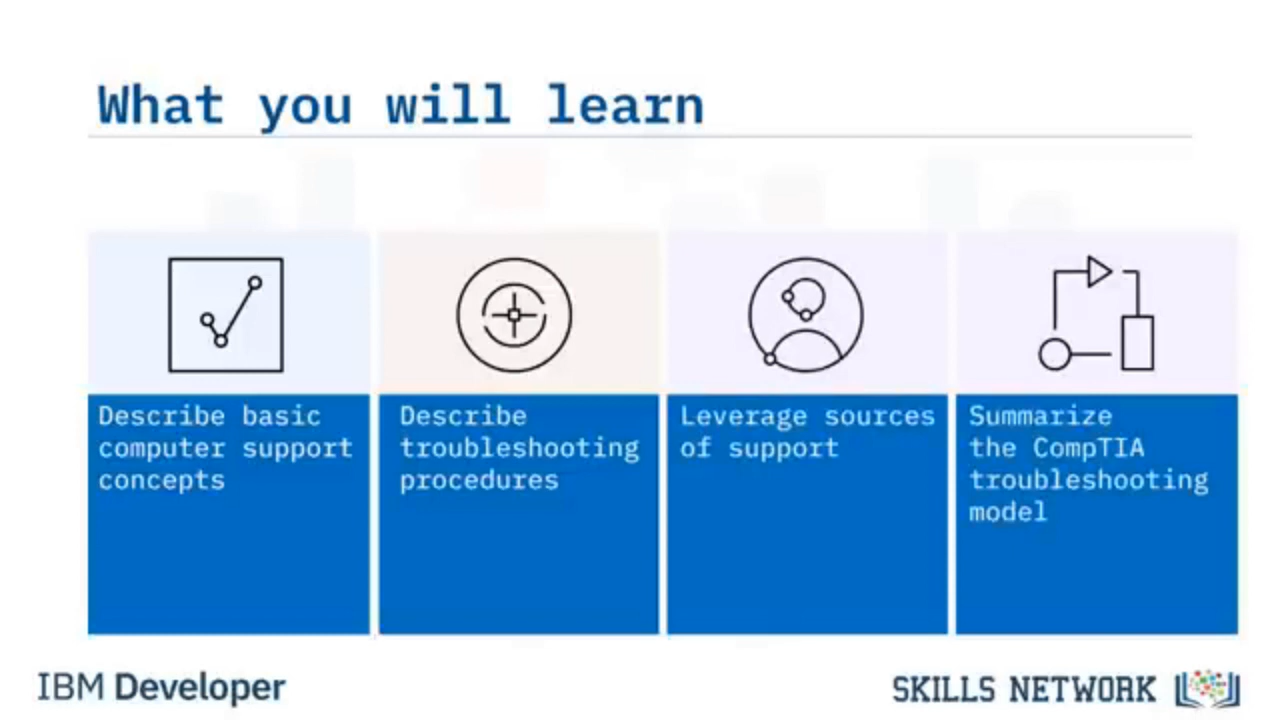 What you will learn
Describe basic
computer support
concepts
Describe
troubleshooting
procedures
Leverage sources
of support
Summarize
the CompTIA
troubleshooting
model
IBM Developer
SKILLS NETWORK